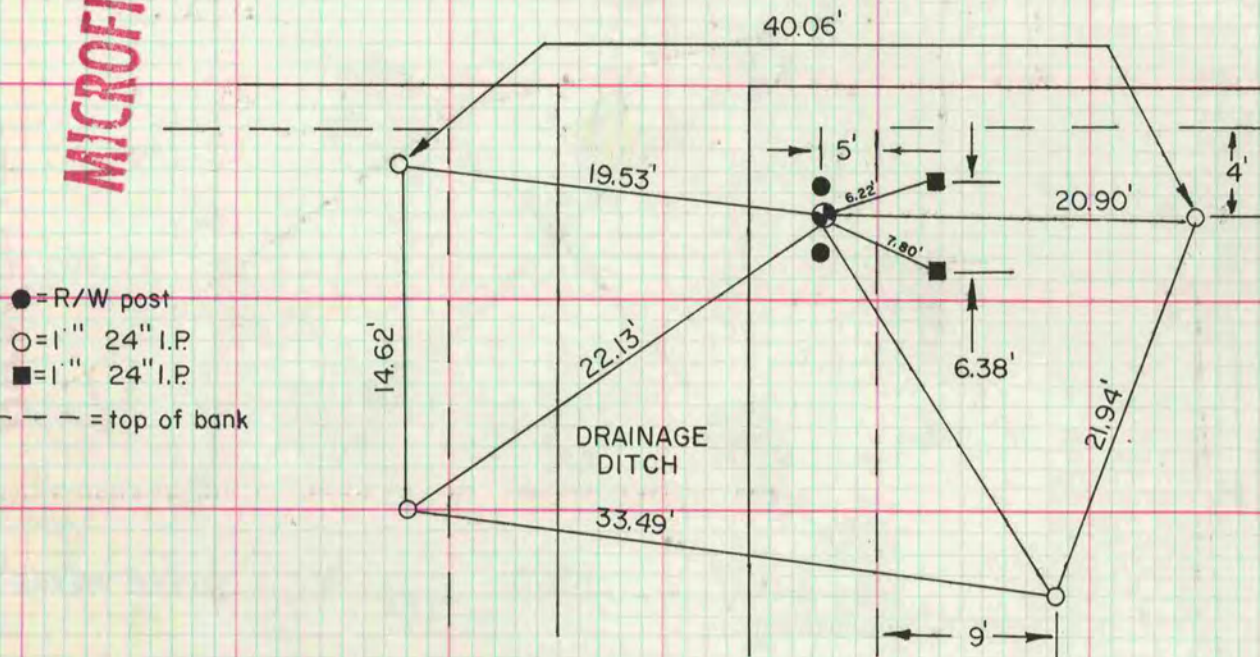 MICROFI
40.06'
5'
4'
19.53'
6.22'
20.90'
7.80'
●=R/W post
○=1" 24" I.P.
■=1" 24" I.P.
14.62'
22.13'
6.38'
21.94'
--- =top of bank
DRAINAGE
DITCH
33.49'
9'